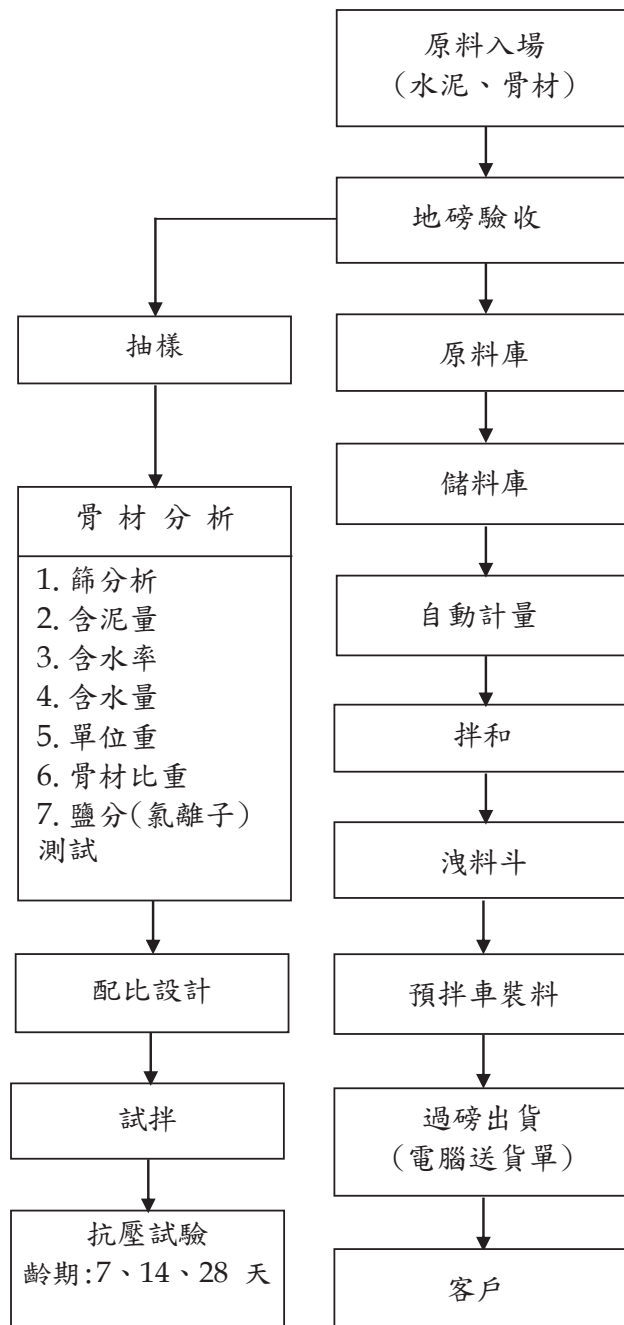 原料入場
(水泥、骨材)
地磅驗收
抽樣
原料庫
儲料庫
骨材分析
1. 篩分析
2. 含泥量
3. 含水率
4. 含水量
5. 單位重
6. 骨材比重
7. 鹽分(氯離子)
測試
自動計量
拌和
洩料斗
配比設計
預拌車裝料
試拌
過磅出貨
(電腦送貨單)
抗壓試驗
齡期:7、14、28 天
客戶